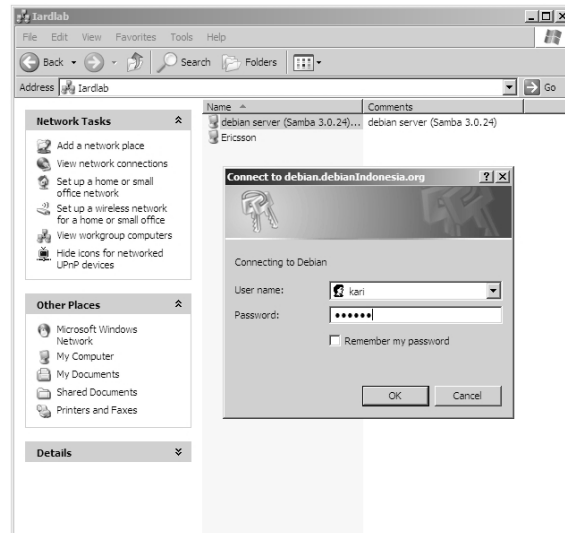 Iardlab
File Edit View Favorites Tools Help
Back Search Folders
Address Iardlab Go
Name Comments
debian server (Samba 3.0.24)... debian server (Samba 3.0.24)
Ericsson
Network Tasks
Add a network place
View network connections
Set up a home or small
office network
Set up a wireless network
for a home or small office
View workgroup computers
Hide icons for networked
UPnP devices
Other Places
Microsoft Windows
Network
My Computer
My Documents
Shared Documents
Printers and Faxes
Details
Connect to debian.debianIndonesia.org
Connecting to Debian
User name: kari
Password: ••••••
Remember my password
OK Cancel